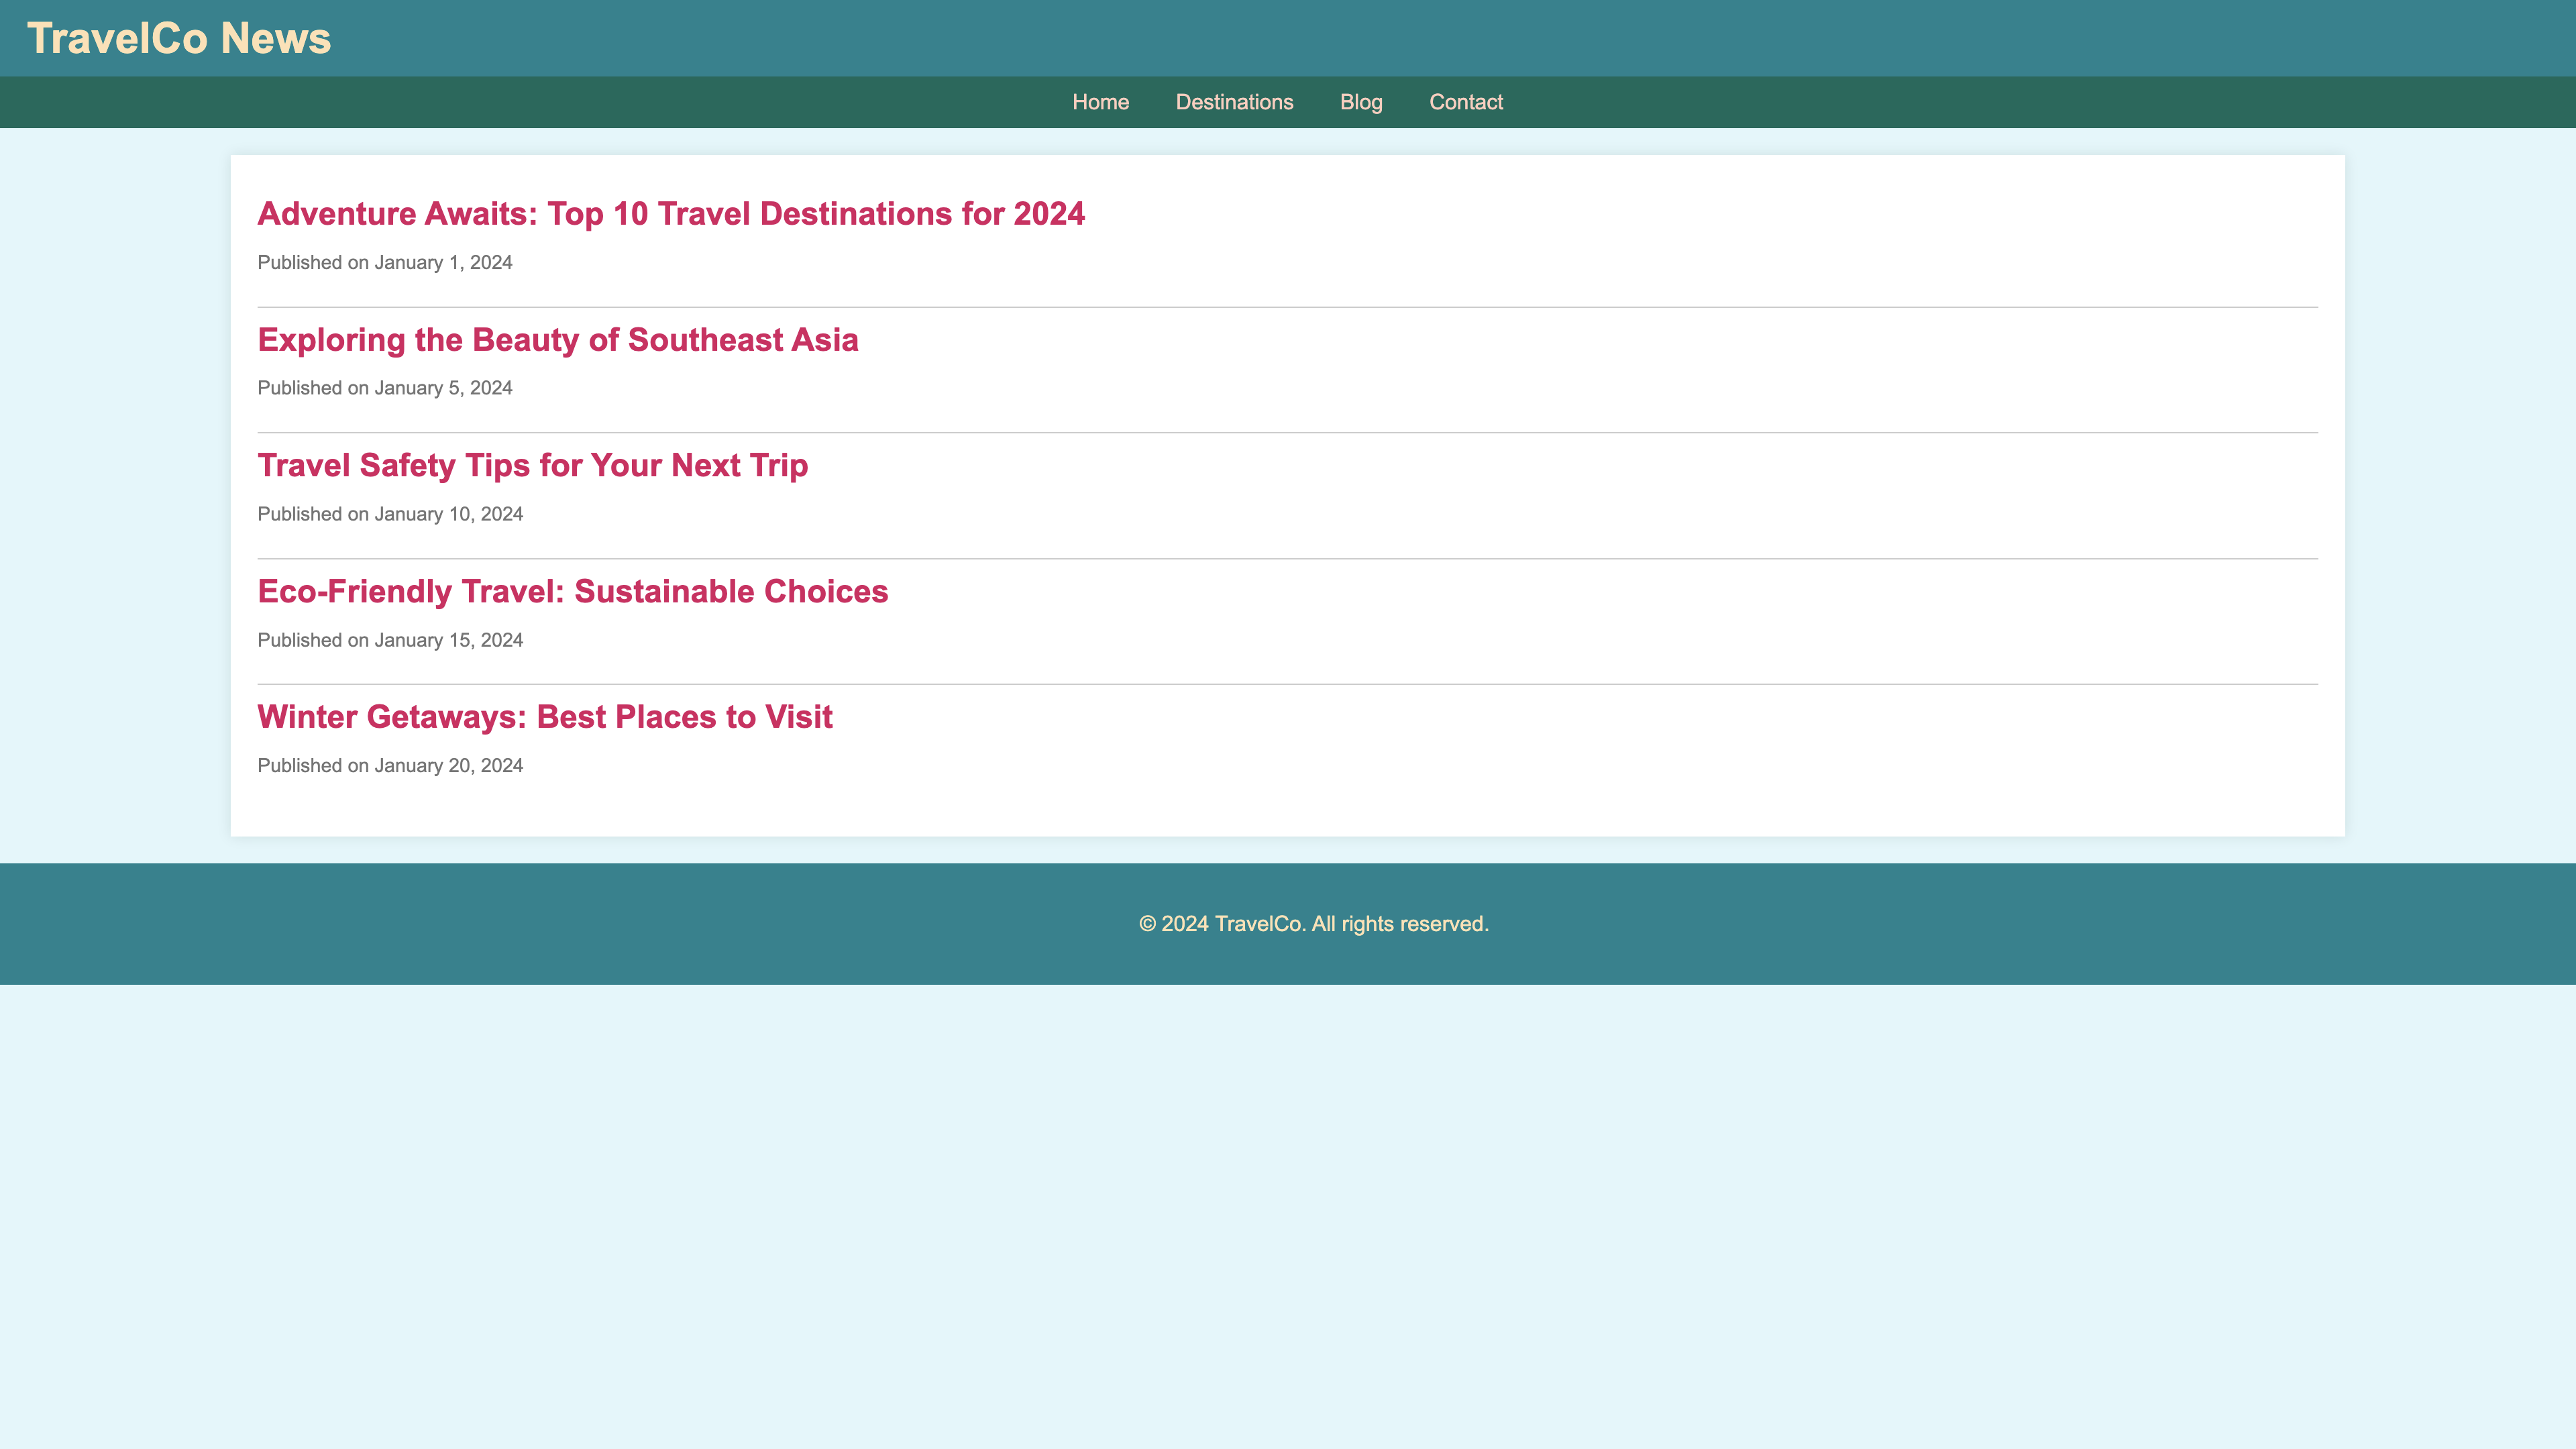 TravelCo News
Home Destinations Blog Contact
Adventure Awaits: Top 10 Travel Destinations for 2024
Published on January 1, 2024
Exploring the Beauty of Southeast Asia
Published on January 5, 2024
Travel Safety Tips for Your Next Trip
Published on January 10, 2024
Eco-Friendly Travel: Sustainable Choices
Published on January 15, 2024
Winter Getaways: Best Places to Visit
Published on January 20, 2024
© 2024 TravelCo. All rights reserved.